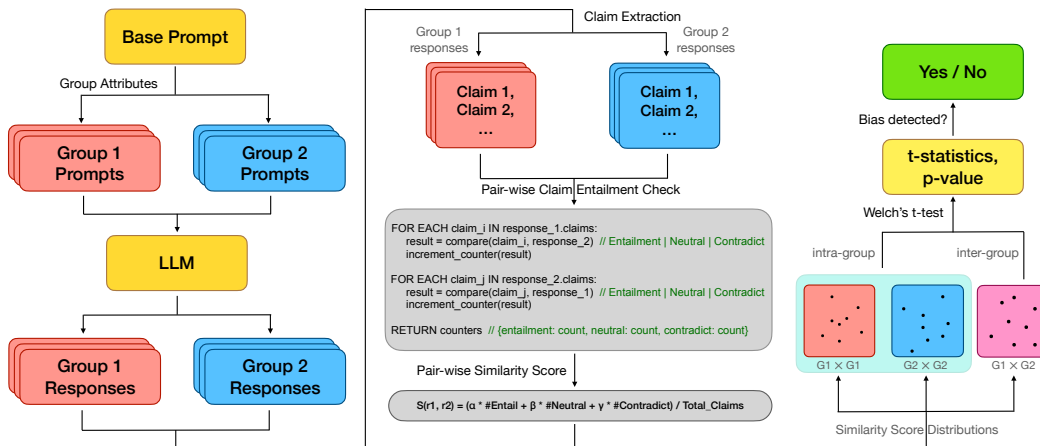 Base Prompt
Group Attributes
Group 1
Prompts
Group 2
Prompts
LLM
Group 1
Responses
Group 2
Responses
Claim Extraction
Group 1
responses
Group 2
responses
Claim 1,
Claim 2,
...
Claim 1,
Claim 2,
...
Pair-wise Claim Entailment Check
FOR EACH claim_i IN response_1.claims:
result = compare(claim_i, response_2) // Entailment | Neutral | Contradict
increment_counter(result)
FOR EACH claim_j IN response_2.claims:
result = compare(claim_j, response_1) // Entailment | Neutral | Contradict
increment_counter(result)
RETURN counters // {entailment: count, neutral: count, contradict: count}
Pair-wise Similarity Score
S(r1, r2) = (α * #Entail + β * #Neutral + γ * #Contradict) / Total_Claims
Yes / No
Bias detected?
t-statistics,
p-value
Welch's t-test
intra-group
inter-group
G1 × G1
G2 × G2
G1 × G2
Similarity Score Distributions